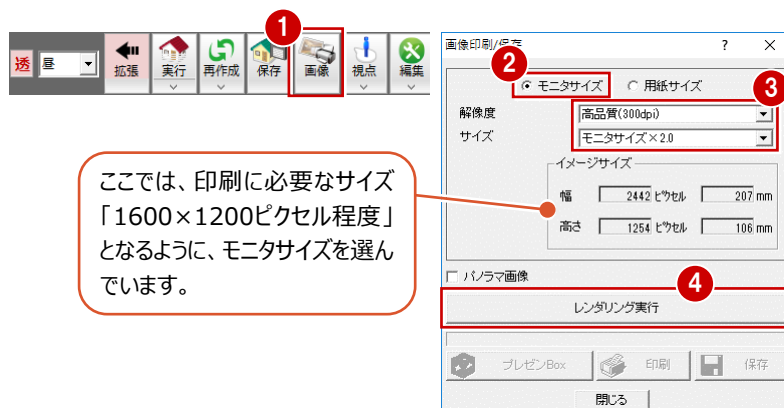 1
透 昼 拡張 実行 再作成 保存 画像 視点 編集
画像印刷/保存 ? ×
2
モニタサイズ 用紙サイズ
3
解像度 高品質(300dpi)
サイズ モニタサイズ×2.0
イメージサイズ
幅 2442 ピクセル 207 mm
高さ 1254 ピクセル 106 mm
ここでは、印刷に必要なサイズ
「1600×1200ピクセル程度」
となるように、モニタサイズを選ん
でいます。
パノラマ画像
4
レンダリング実行
プレゼンBox 印刷 保存
閉じる